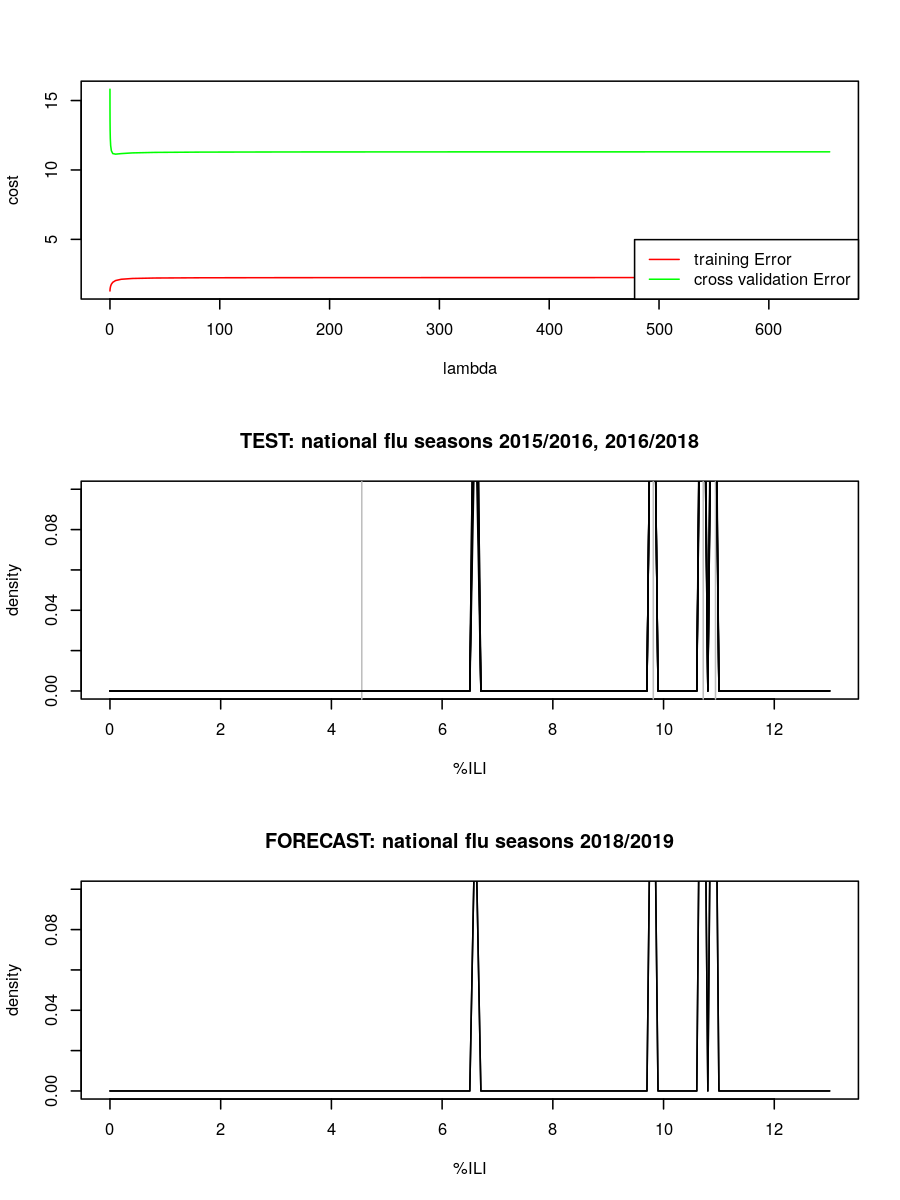 15
10
5
cost
training Error
cross validation Error
0 100 200 300 400 500 600
lambda
TEST: national flu seasons 2015/2016, 2016/2018
0.08
0.04
0.00
density
0 2 4 6 8 10 12
%ILI
FORECAST: national flu seasons 2018/2019
0.08
0.04
0.00
density
0 2 4 6 8 10 12
%ILI